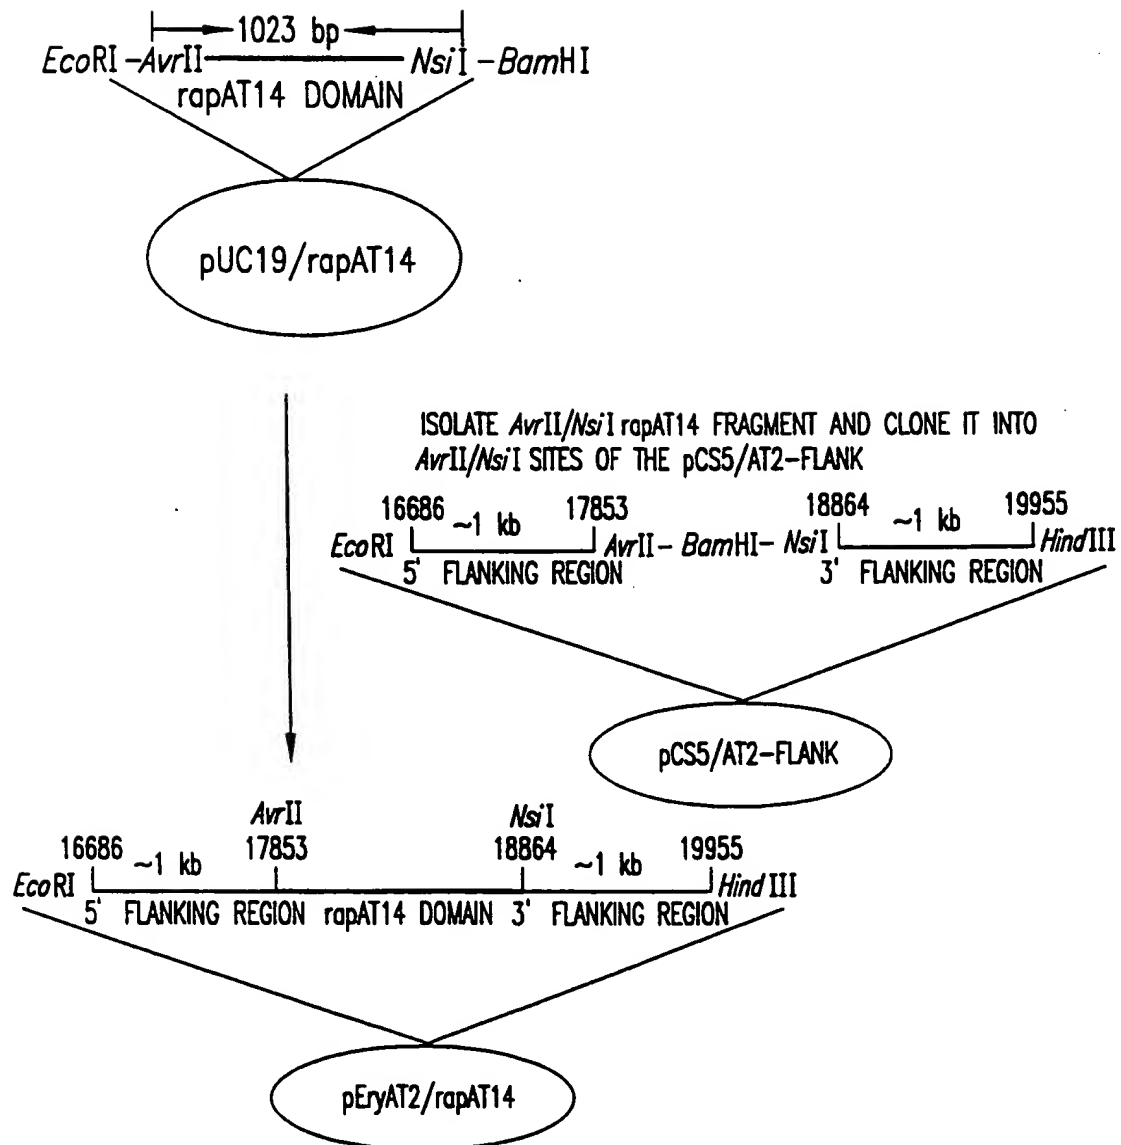 1023 bp
EcoRI-AvrII NsiI-BamHI
rapAT14 DOMAIN
pUC19/rapAT14
ISOLATE AvrII/NsiI rapAT14 FRAGMENT AND CLONE IT INTO
AvrII/NsiI SITES OF THE pCS5/AT2-FLANK
16686 ~1 kb 17853 18864 ~1 kb 19955
EcoRI AvrII- BamHI- NsiI HindIII
5' FLANKING REGION 3' FLANKING REGION
pCS5/AT2-FLANK
AvrII NsiI
16686 ~1 kb 17853 18864 ~1 kb 19955
EcoRI HindIII
5' FLANKING REGION rapAT14 DOMAIN 3' FLANKING REGION
pEryAT2/rapAT14